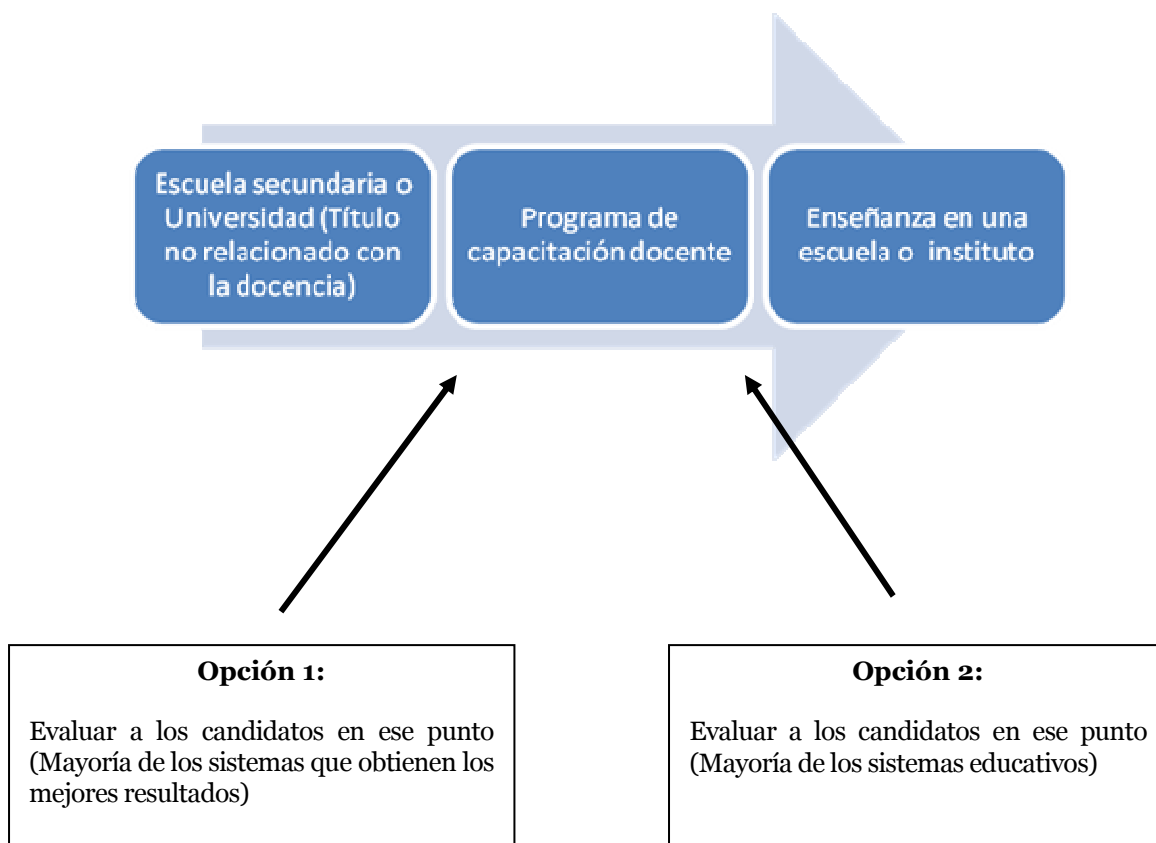 Escuela secundaria o
Universidad (Título
no relacionado con
la docencia)
Programa de
capacitación docente
Enseñanza en una
escuela o instituto
Opción 1:
Evaluar a los candidatos en ese punto
(Mayoría de los sistemas que obtienen los
mejores resultados)
Opción 2:
Evaluar a los candidatos en ese punto
(Mayoría de los sistemas educativos)